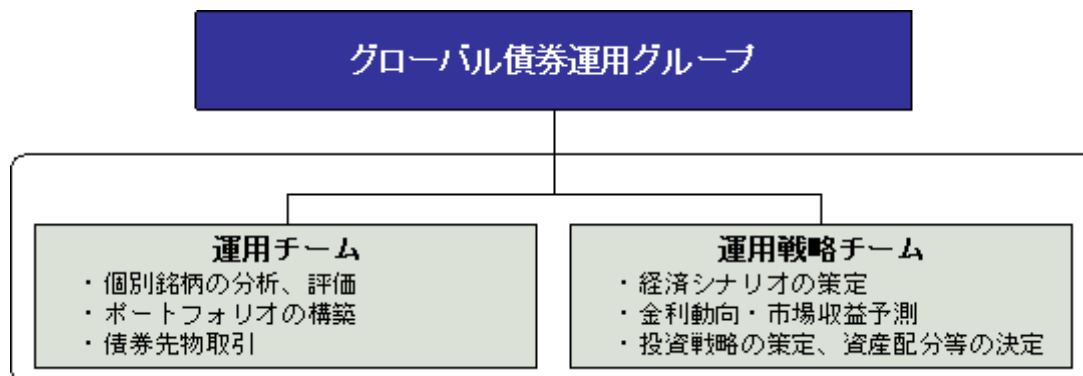 グローバル債券運用グループ
運用チーム
・個別銘柄の分析、評価
・ポートフォリオの構築
・債券先物取引
運用戦略チーム
・経済シナリオの策定
・金利動向・市場収益予測
・投資戦略の策定、資産配分等の決定